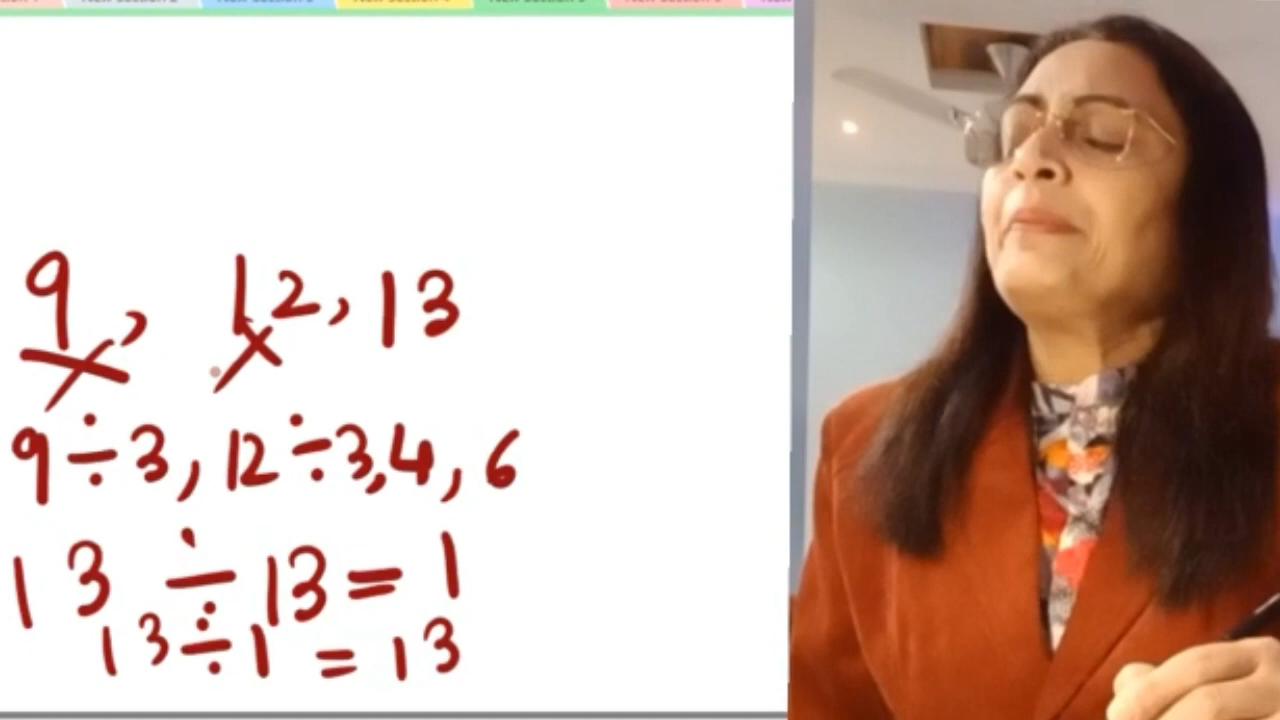 9, 12, 13
9÷3, 12÷3,4, 6
13 ÷ 13 = 1
13÷1 = 13